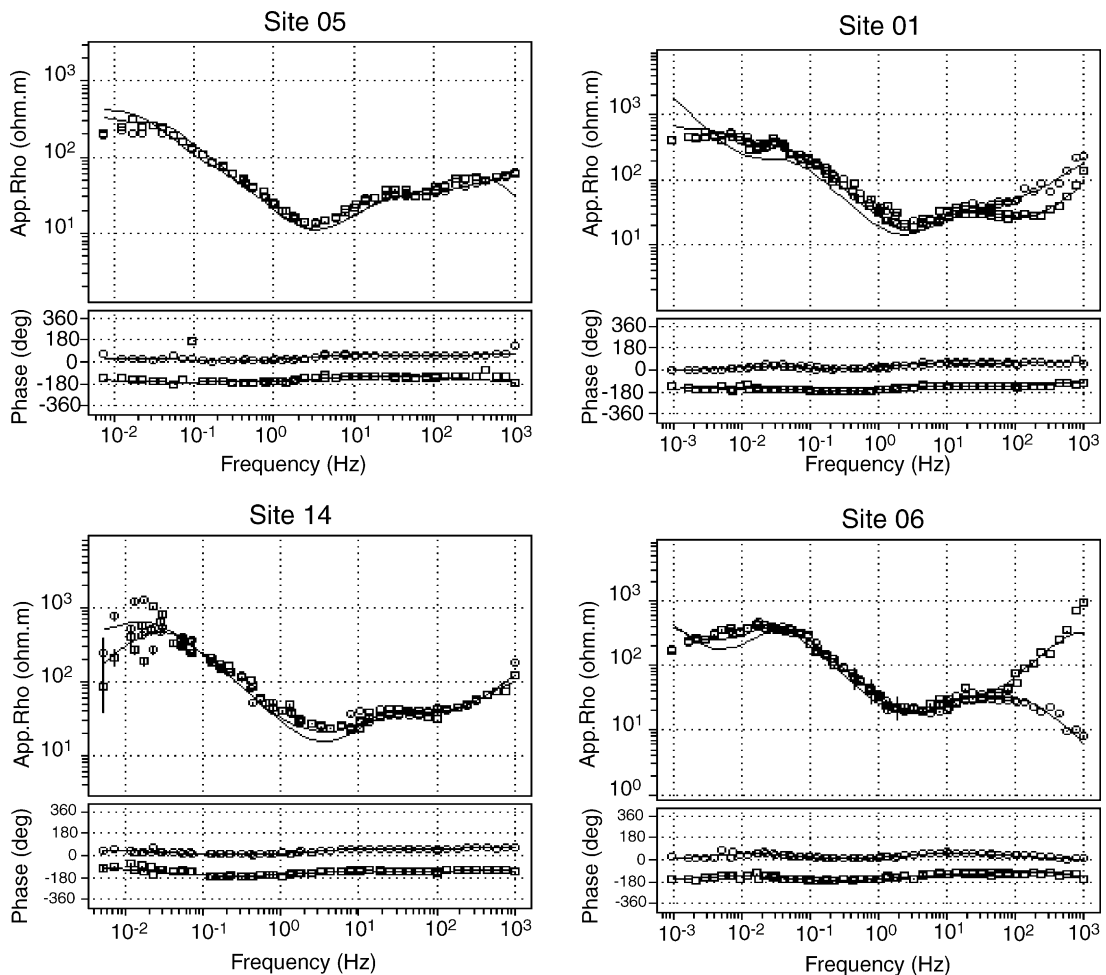 Site 05
App.Rho (ohm.m)
10³
10²
10¹
Phase (deg)
360
180
0
-180
-360
10⁻² 10⁻¹ 10⁰ 10¹ 10² 10³
Frequency (Hz)
Site 01
App.Rho (ohm.m)
10³
10²
10¹
Phase (deg)
360
180
0
-180
-360
10⁻³ 10⁻² 10⁻¹ 10⁰ 10¹ 10² 10³
Frequency (Hz)
Site 14
App.Rho (ohm.m)
10³
10²
10¹
Phase (deg)
360
180
0
-180
-360
10⁻² 10⁻¹ 10⁰ 10¹ 10² 10³
Frequency (Hz)
Site 06
App.Rho (ohm.m)
10³
10²
10¹
10⁰
Phase (deg)
360
180
0
-180
-360
10⁻³ 10⁻² 10⁻¹ 10⁰ 10¹ 10² 10³
Frequency (Hz)